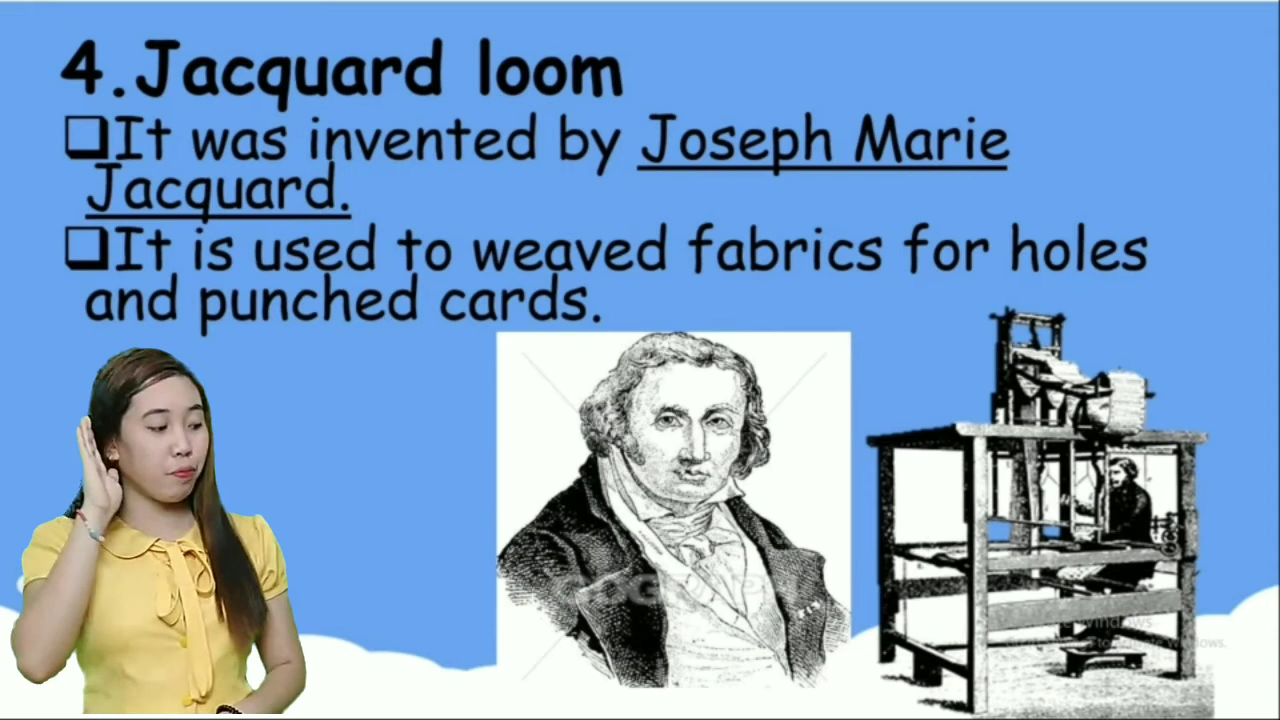 4.Jacquard loom
❑It was invented by Joseph Marie
Jacquard.
❑It is used to weaved fabrics for holes
and punched cards.